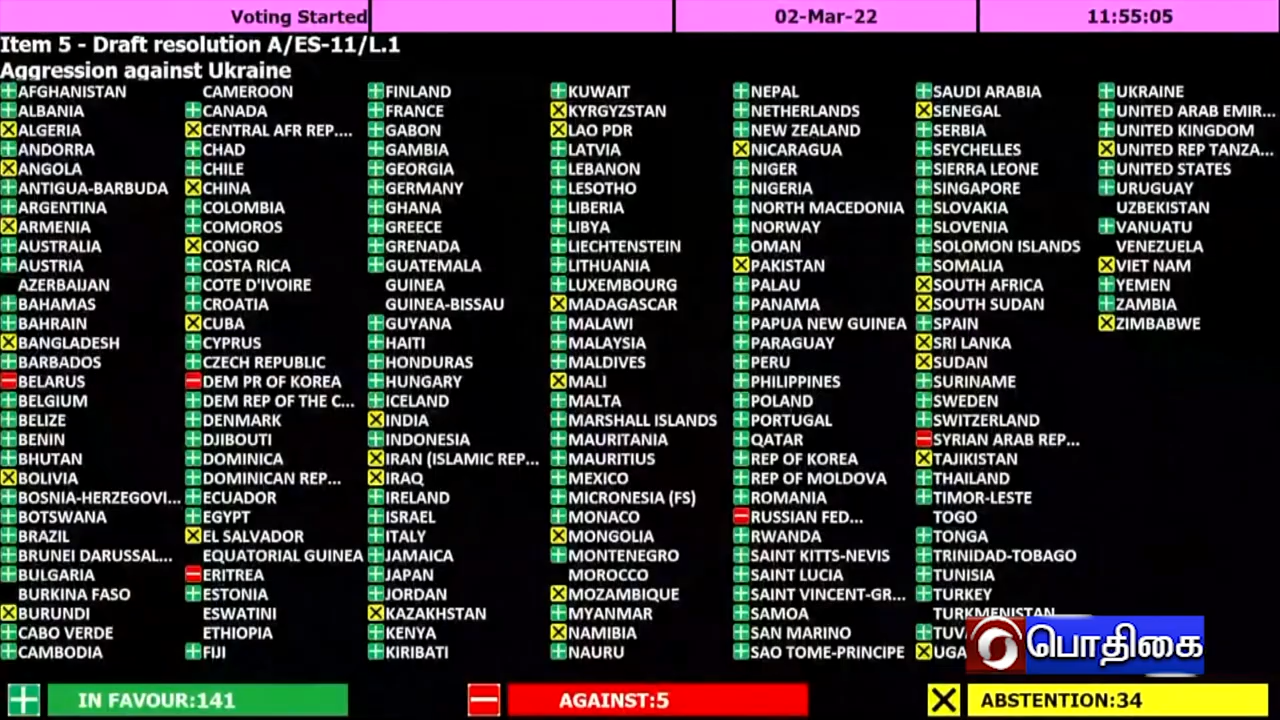 Voting Started 02-Mar-22 11:55:05
Item 5 - Draft resolution A/ES-11/L.1
Aggression against Ukraine
AFGHANISTAN
ALBANIA
ALGERIA
ANDORRA
ANGOLA
ANTIGUA-BARBUDA
ARGENTINA
ARMENIA
AUSTRALIA
AUSTRIA
AZERBAIJAN
BAHAMAS
BAHRAIN
BANGLADESH
BARBADOS
BELARUS
BELGIUM
BELIZE
BENIN
BHUTAN
BOLIVIA
BOSNIA-HERZEGOVI...
BOTSWANA
BRAZIL
BRUNEI DARUSSAL...
BULGARIA
BURKINA FASO
BURUNDI
CABO VERDE
CAMBODIA
CAMEROON
CANADA
CENTRAL AFR REP....
CHAD
CHILE
CHINA
COLOMBIA
COMOROS
CONGO
COSTA RICA
COTE D'IVOIRE
CROATIA
CUBA
CYPRUS
CZECH REPUBLIC
DEM PR OF KOREA
DEM REP OF THE C...
DENMARK
DJIBOUTI
DOMINICA
DOMINICAN REP...
ECUADOR
EGYPT
EL SALVADOR
EQUATORIAL GUINEA
ERITREA
ESTONIA
ESWATINI
ETHIOPIA
FIJI
FINLAND
FRANCE
GABON
GAMBIA
GEORGIA
GERMANY
GHANA
GREECE
GRENADA
GUATEMALA
GUINEA
GUINEA-BISSAU
GUYANA
HAITI
HONDURAS
HUNGARY
ICELAND
INDIA
INDONESIA
IRAN (ISLAMIC REP...
IRAQ
IRELAND
ISRAEL
ITALY
JAMAICA
JAPAN
JORDAN
KAZAKHSTAN
KENYA
KIRIBATI
KUWAIT
KYRGYZSTAN
LAO PDR
LATVIA
LEBANON
LESOTHO
LIBERIA
LIBYA
LIECHTENSTEIN
LITHUANIA
LUXEMBOURG
MADAGASCAR
MALAWI
MALAYSIA
MALDIVES
MALI
MALTA
MARSHALL ISLANDS
MAURITANIA
MAURITIUS
MEXICO
MICRONESIA (FS)
MONACO
MONGOLIA
MONTENEGRO
MOROCCO
MOZAMBIQUE
MYANMAR
NAMIBIA
NAURU
NEPAL
NETHERLANDS
NEW ZEALAND
NICARAGUA
NIGER
NIGERIA
NORTH MACEDONIA
NORWAY
OMAN
PAKISTAN
PALAU
PANAMA
PAPUA NEW GUINEA
PARAGUAY
PERU
PHILIPPINES
POLAND
PORTUGAL
QATAR
REP OF KOREA
REP OF MOLDOVA
ROMANIA
RUSSIAN FED...
RWANDA
SAINT KITTS-NEVIS
SAINT LUCIA
SAINT VINCENT-GR...
SAMOA
SAN MARINO
SAO TOME-PRINCIPE
SAUDI ARABIA
SENEGAL
SERBIA
SEYCHELLES
SIERRA LEONE
SINGAPORE
SLOVAKIA
SLOVENIA
SOLOMON ISLANDS
SOMALIA
SOUTH AFRICA
SOUTH SUDAN
SPAIN
SRI LANKA
SUDAN
SURINAME
SWEDEN
SWITZERLAND
SYRIAN ARAB REP...
TAJIKISTAN
THAILAND
TIMOR-LESTE
TOGO
TONGA
TRINIDAD-TOBAGO
TUNISIA
TURKEY
TURKMENISTAN
UKRAINE
UNITED ARAB EMIR...
UNITED KINGDOM
UNITED REP TANZA...
UNITED STATES
URUGUAY
UZBEKISTAN
VANUATU
VENEZUELA
VIET NAM
YEMEN
ZAMBIA
ZIMBABWE
பொதிகை
IN FAVOUR:141 AGAINST:5 ABSTENTION:34